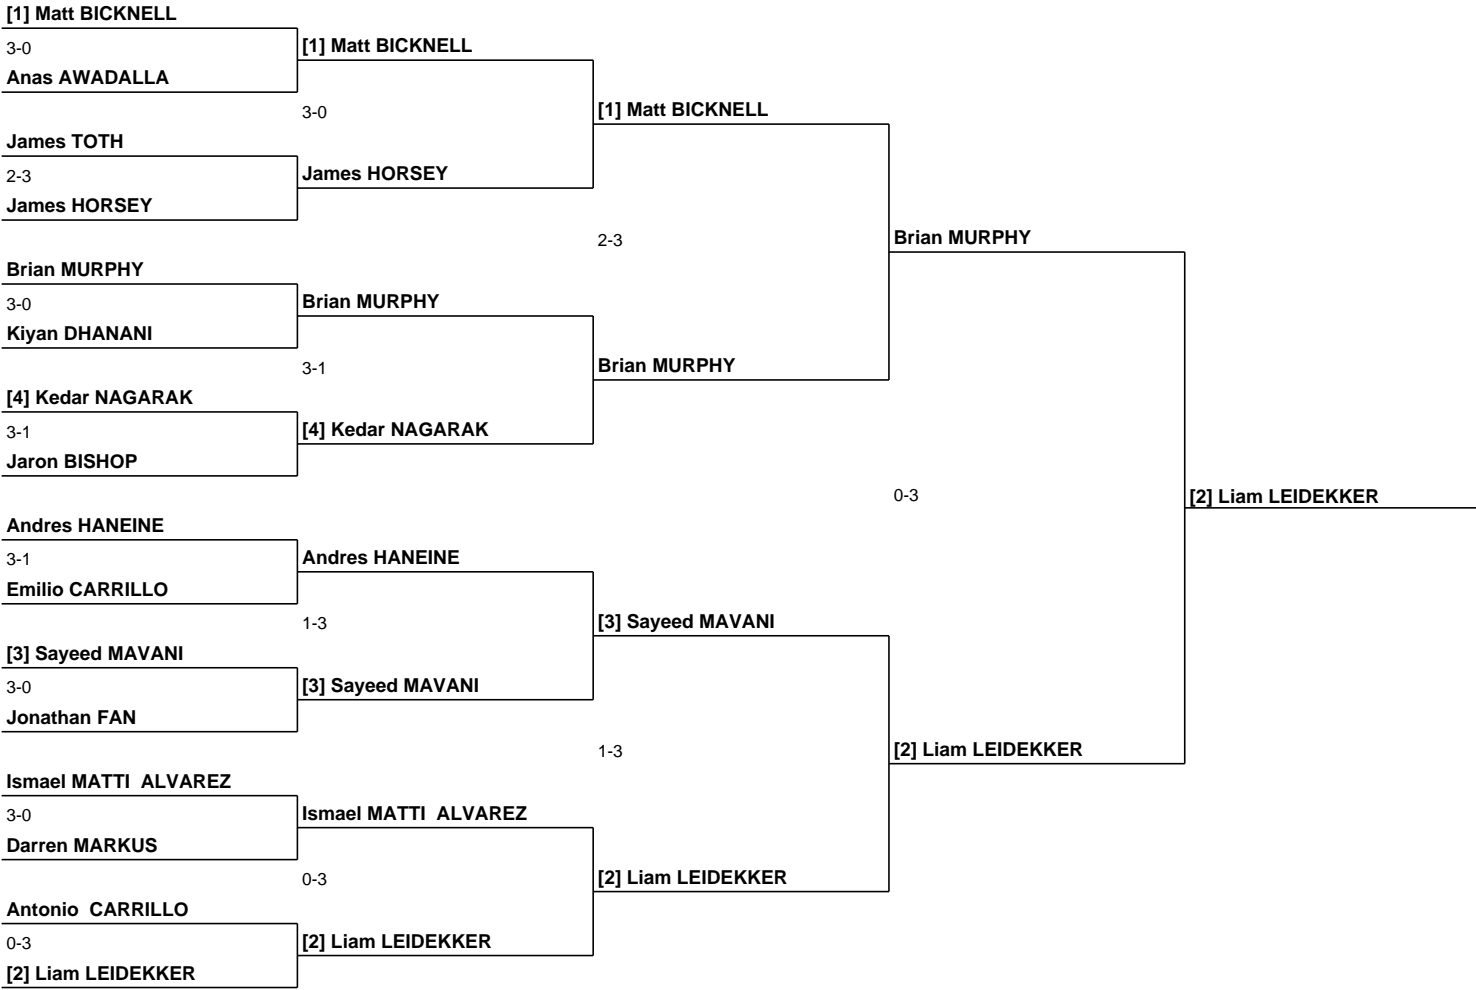 [1] Matt BICKNELL
3-0
Anas AWADALLA
James TOTH
2-3
James HORSEY
Brian MURPHY
3-0
Kiyan DHANANI
[4] Kedar NAGARAK
3-1
Jaron BISHOP
Andres HANEINE
3-1
Emilio CARRILLO
[3] Sayeed MAVANI
3-0
Jonathan FAN
Ismael MATTI  ALVAREZ
3-0
Darren MARKUS
Antonio  CARRILLO
0-3
[2] Liam LEIDEKKER
[1] Matt BICKNELL
3-0
James HORSEY
Brian MURPHY
3-1
[4] Kedar NAGARAK
Andres HANEINE
1-3
[3] Sayeed MAVANI
Ismael MATTI  ALVAREZ
0-3
[2] Liam LEIDEKKER
[1] Matt BICKNELL
2-3
Brian MURPHY
[3] Sayeed MAVANI
1-3
[2] Liam LEIDEKKER
Brian MURPHY
0-3
[2] Liam LEIDEKKER
[2] Liam LEIDEKKER